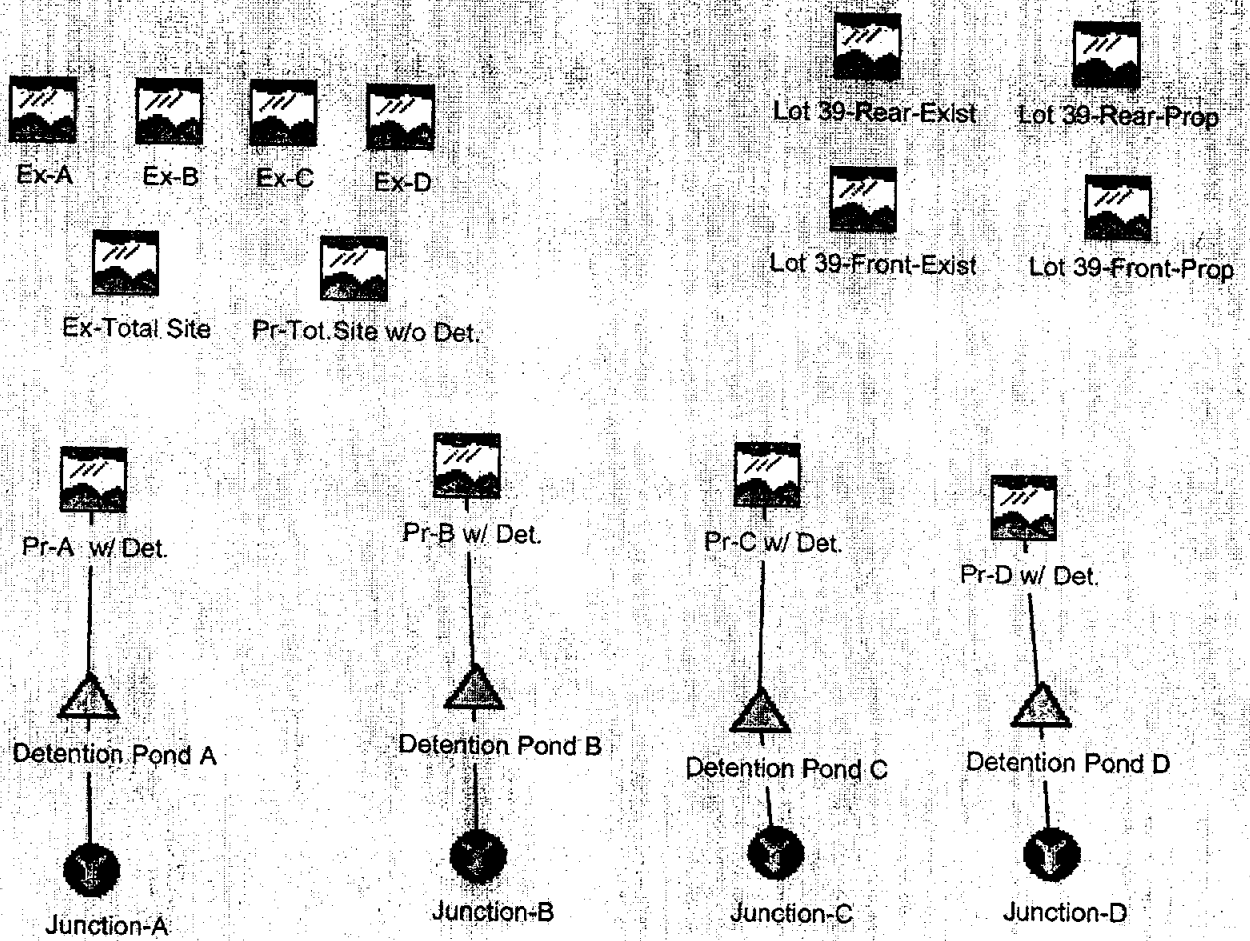 Lot 39-Rear-Exist
Lot 39-Rear-Prop
Ex-A
Ex-B
Ex-C
Ex-D
Lot 39-Front-Exist
Lot 39-Front-Prop
Ex-Total Site
Pr-Tot.Site w/o Det.
Pr-A w/ Det.
Pr-B w/ Det.
Pr-C w/ Det.
Pr-D w/ Det.
Detention Pond A
Detention Pond B
Detention Pond C
Detention Pond D
Junction-A
Junction-B
Junction-C
Junction-D